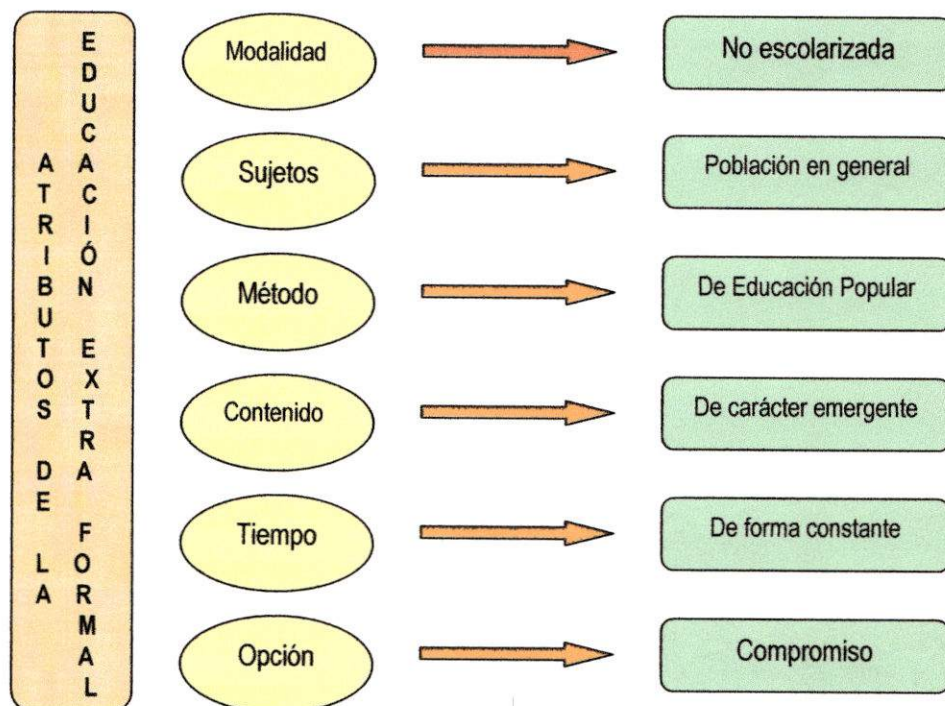 ATRIBUTOS DE LA
EDUCACIÓN EXTRA FORMAL
Modalidad
No escolarizada
Sujetos
Población en general
Método
De Educación Popular
Contenido
De carácter emergente
Tiempo
De forma constante
Opción
Compromiso